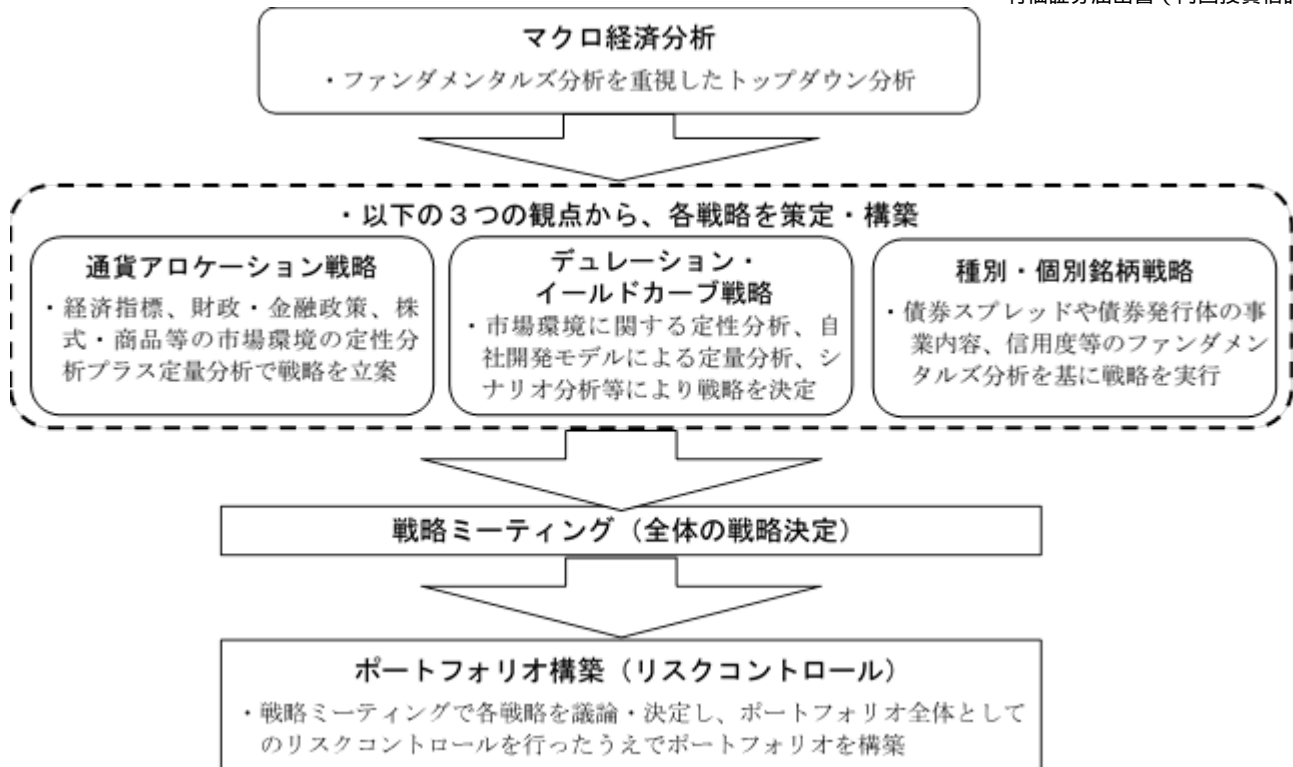 マクロ経済分析
・ファンダメンタルズ分析を重視したトップダウン分析
・以下の３つの観点から、各戦略を策定・構築
通貨アロケーション戦略
・経済指標、財政・金融政策、株
式・商品等の市場環境の定性分
析プラス定量分析で戦略を立案
デュレーション・
イールドカーブ戦略
・市場環境に関する定性分析、自
社開発モデルによる定量分析、シ
ナリオ分析等により戦略を決定
種別・個別銘柄戦略
・債券スプレッドや債券発行体の事
業内容、信用度等のファンダメン
タルズ分析を基に戦略を実行
戦略ミーティング（全体の戦略決定）
ポートフォリオ構築（リスクコントロール）
・戦略ミーティングで各戦略を議論・決定し、ポートフォリオ全体として
のリスクコントロールを行ったうえでポートフォリオを構築